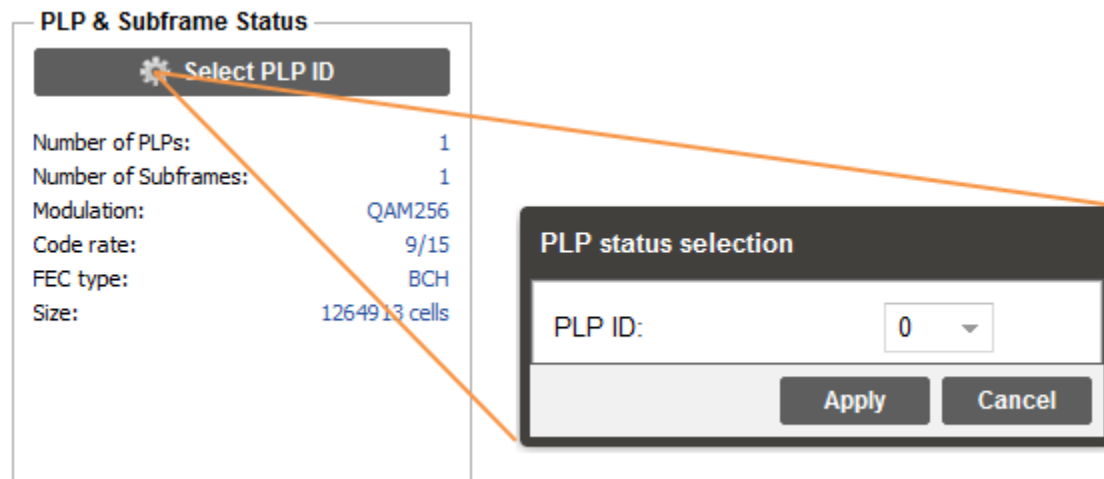 PLP & Subframe Status
Select PLP ID
Number of PLPs: 1
Number of Subframes: 1
Modulation: QAM256
Code rate: 9/15
FEC type: BCH
Size: 1264913 cells
PLP status selection
PLP ID: 0
Apply Cancel